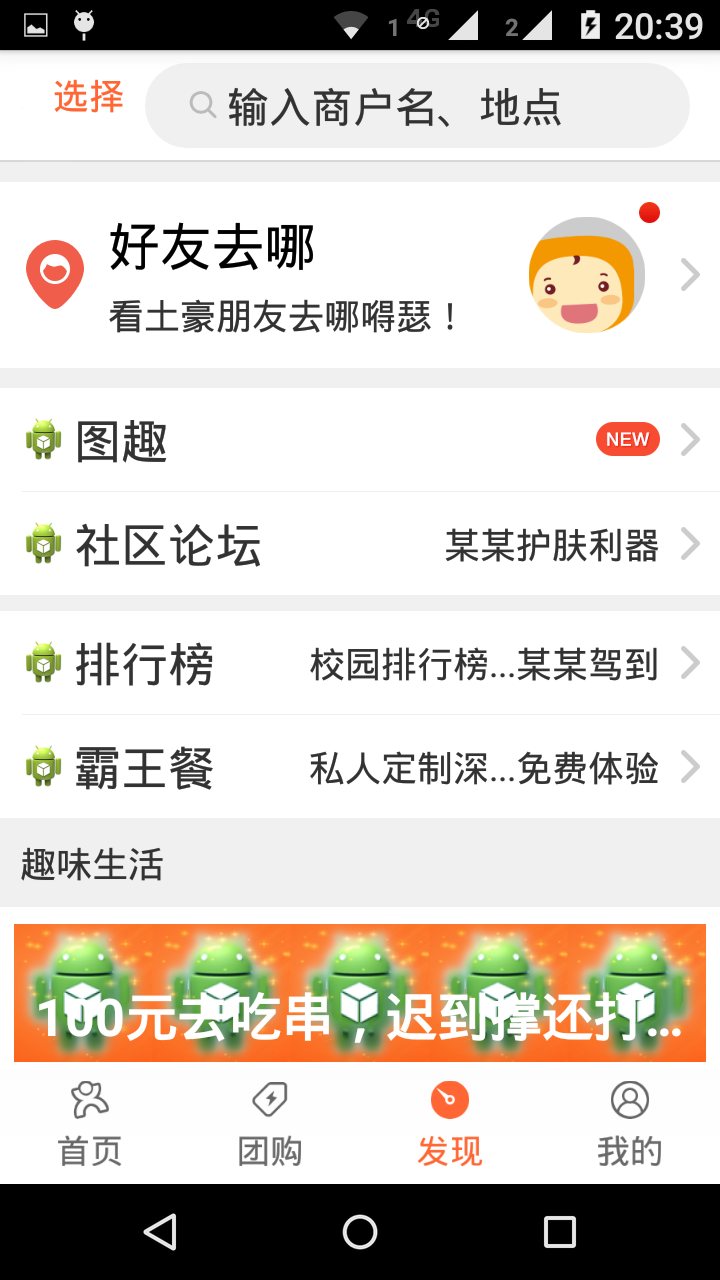 1 4G 2 20:39
选择 输入商户名、地点
好友去哪
看土豪朋友去哪嘚瑟！
图趣 NEW
社区论坛 某某护肤利器
排行榜 校园排行榜...某某驾到
霸王餐 私人定制深...免费体验
趣味生活
100元去吃串，迟到撑还打...
首页 团购 发现 我的